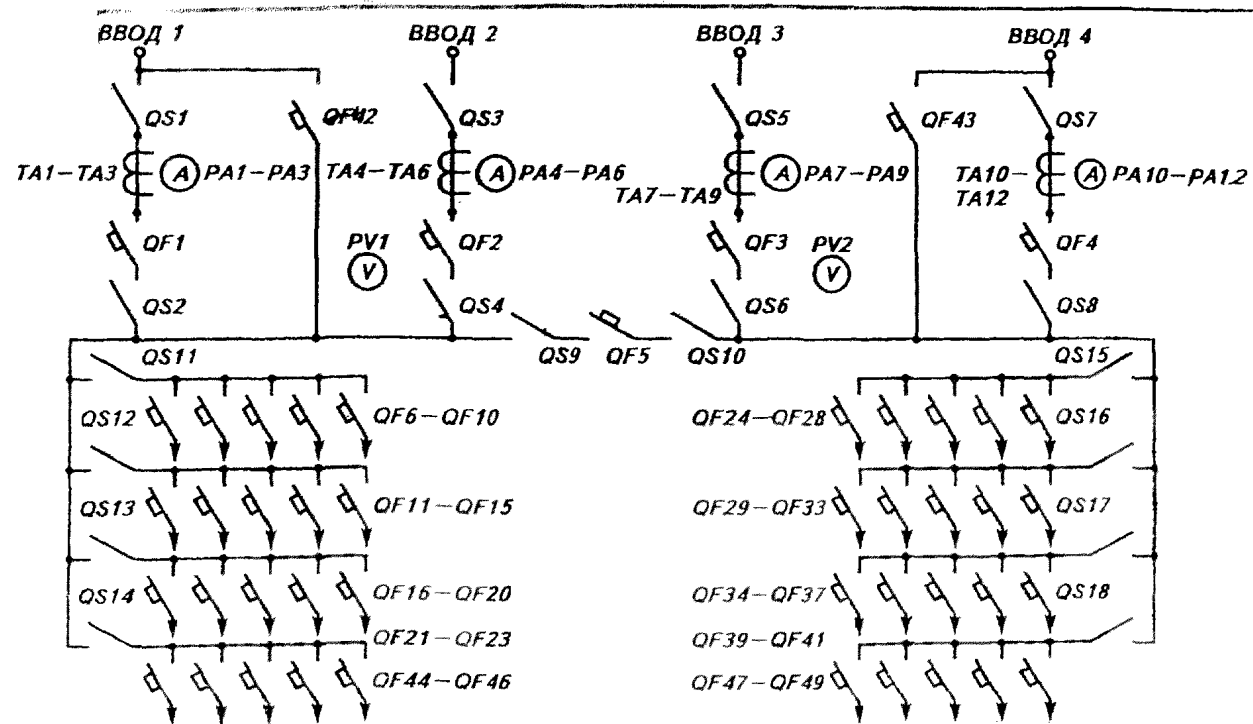 ВВОД 1
ВВОД 2
ВВОД 3
ВВОД 4
QS1
QF42
QS3
QS5
QF43
QS7
TA1-TA3
A
PA1-PA3
TA4-TA6
A
PA4-PA6
TA7-TA9
A
PA7-PA9
TA10-
TA12
A
PA10-PA12
QF1
PV1
V
QF2
QF3
PV2
V
QF4
QS2
QS4
QS6
QS8
QS9
QF5
QS10
QS11
QS15
QS12
QF6-QF10
QF24-QF28
QS16
QS13
QF11-QF15
QF29-QF33
QS17
QS14
QF16-QF20
QF34-QF37
QS18
QF21-QF23
QF39-QF41
QF44-QF46
QF47-QF49